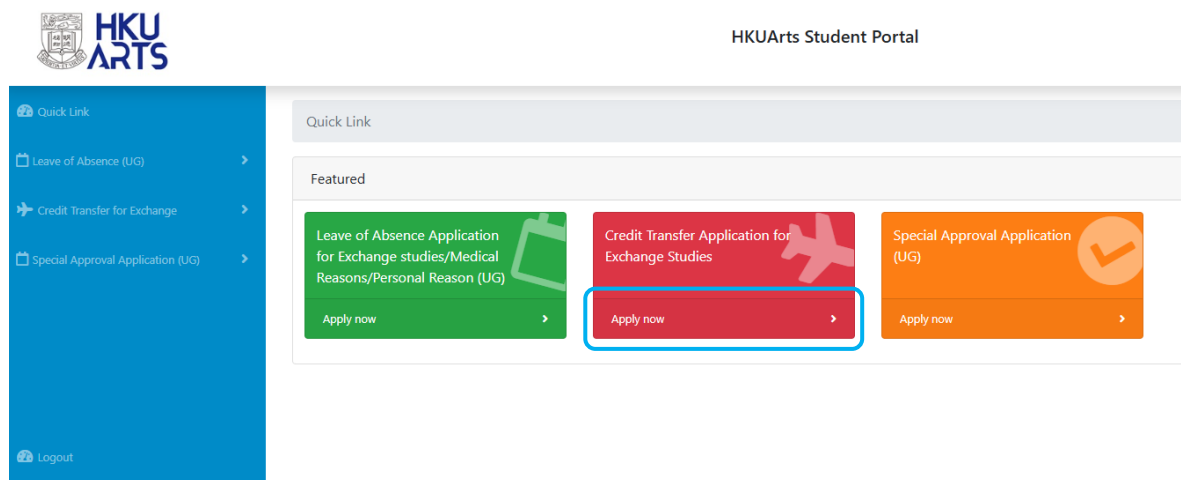 HKU
ARTS
HKUArts Student Portal
Quick Link
Leave of Absence (UG)
Credit Transfer for Exchange
Special Approval Application (UG)
Logout
Quick Link
Featured
Leave of Absence Application
for Exchange studies/Medical
Reasons/Personal Reason (UG)
Apply now
Credit Transfer Application for
Exchange Studies
Apply now
Special Approval Application
(UG)
Apply now